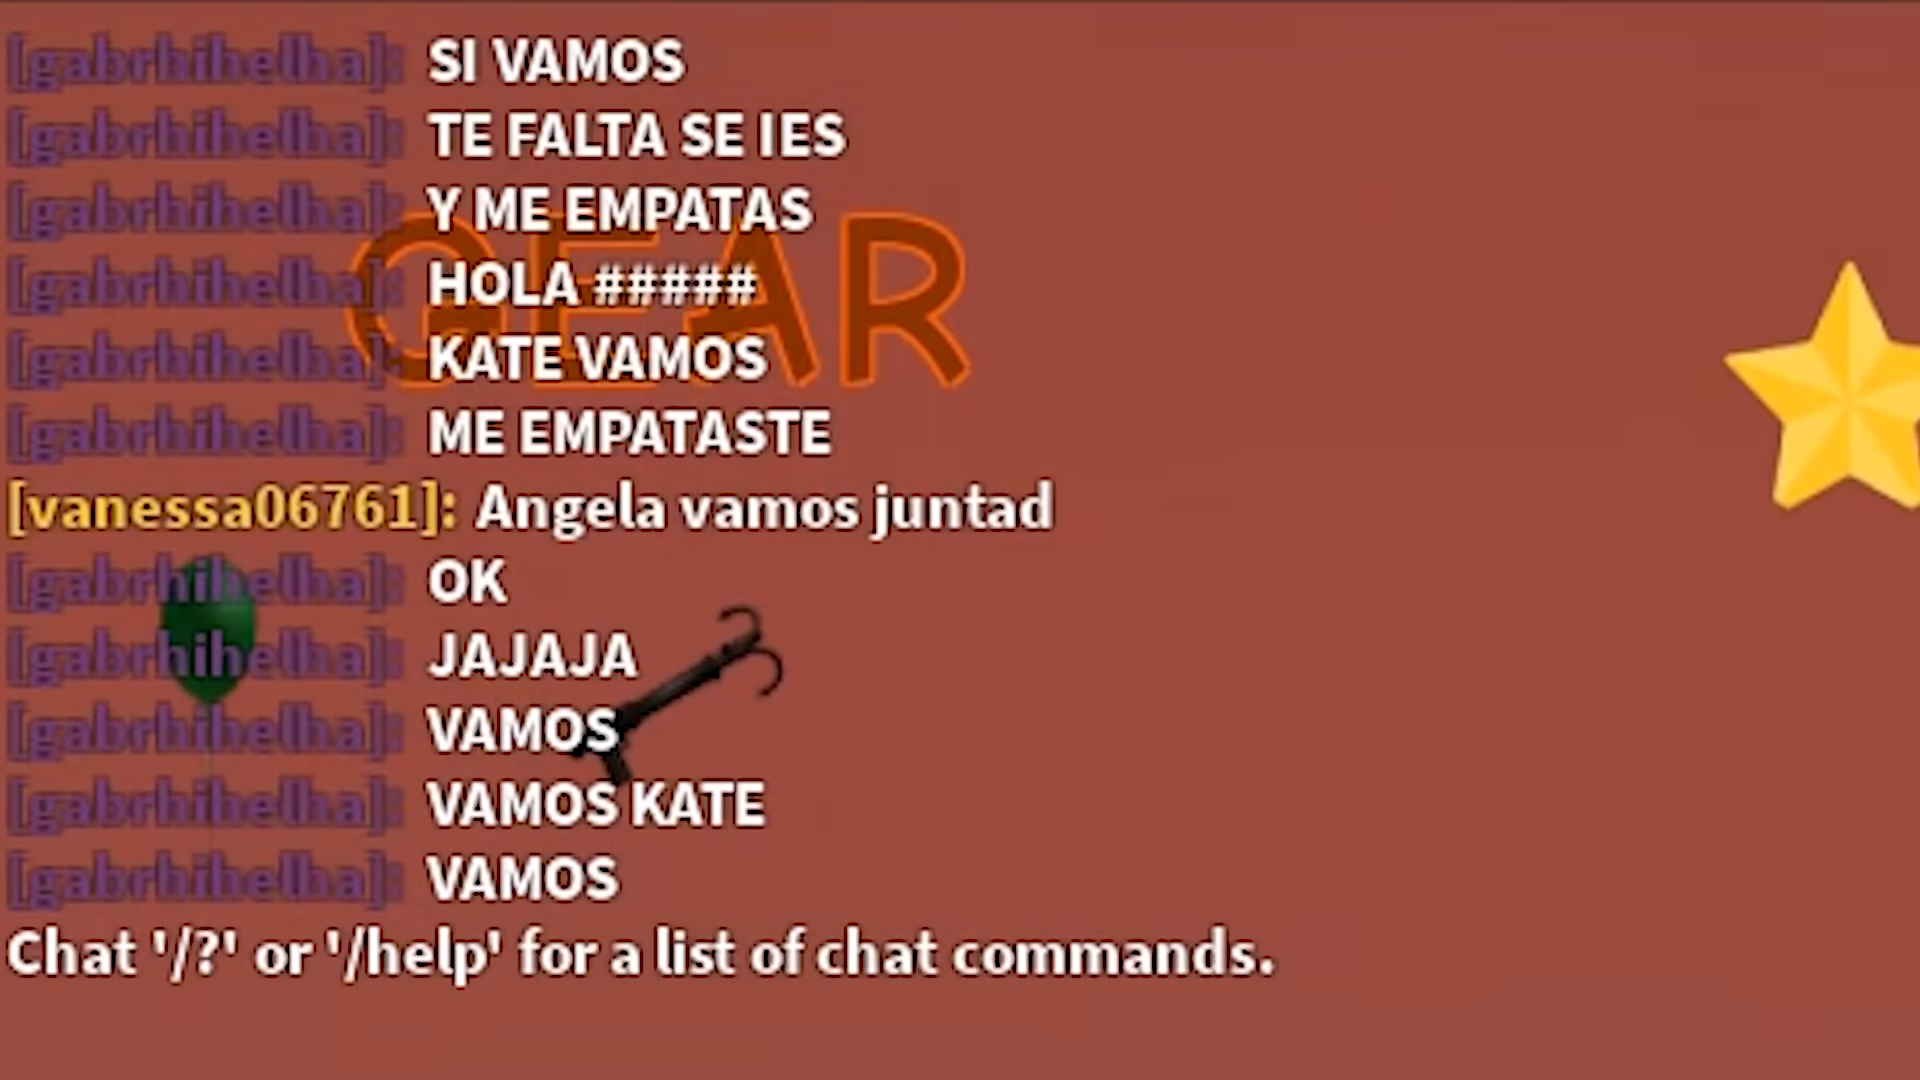 [gabrhihelha]: SI VAMOS
[gabrhihelha]: TE FALTA SE IES
[gabrhihelha]: Y ME EMPATAS
GEAR
[gabrhihelha]: HOLA #####
[gabrhihelha]: KATE VAMOS
[gabrhihelha]: ME EMPATASTE
[vanessa06761]: Angela vamos juntad
[gabrhihelha]: OK
[gabrhihelha]: JAJAJA
[gabrhihelha]: VAMOS
[gabrhihelha]: VAMOS KATE
[gabrhihelha]: VAMOS
Chat '/?' or '/help' for a list of chat commands.